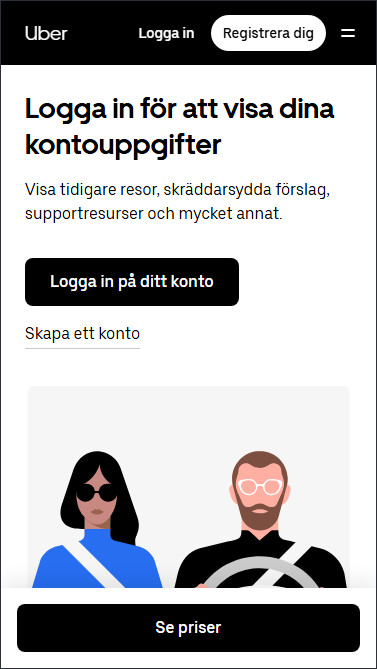 Uber
Logga in
Registrera dig
Logga in för att visa dina
kontouppgifter
Visa tidigare resor, skräddarsydda förslag,
supportresurser och mycket annat.
Logga in på ditt konto
Skapa ett konto
Se priser